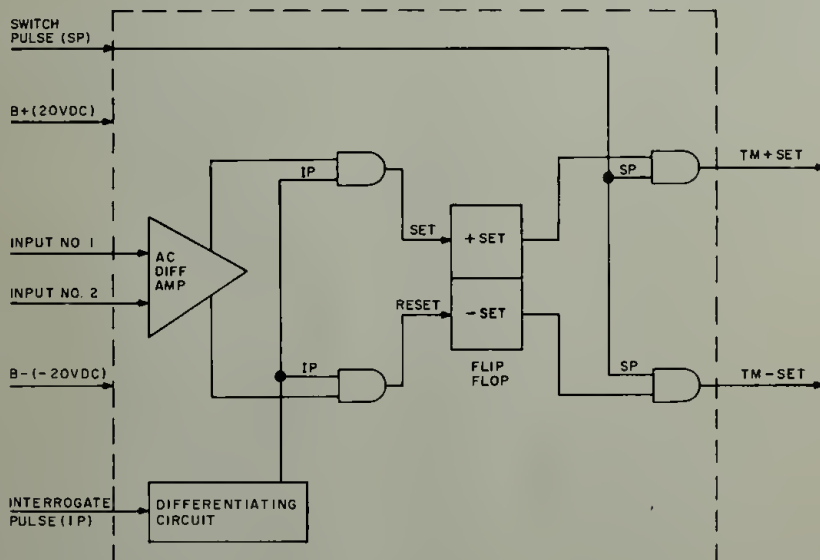 SWITCH
PULSE (SP)
B+(20VDC)
INPUT NO. 1
INPUT NO. 2
B-(-20VDC)
INTERROGATE
PULSE (IP)
AC
DIFF
AMP
DIFFERENTIATING
CIRCUIT
IP
IP
SET
RESET
+SET
-SET
FLIP
FLOP
SP
SP
TM+SET
TM-SET